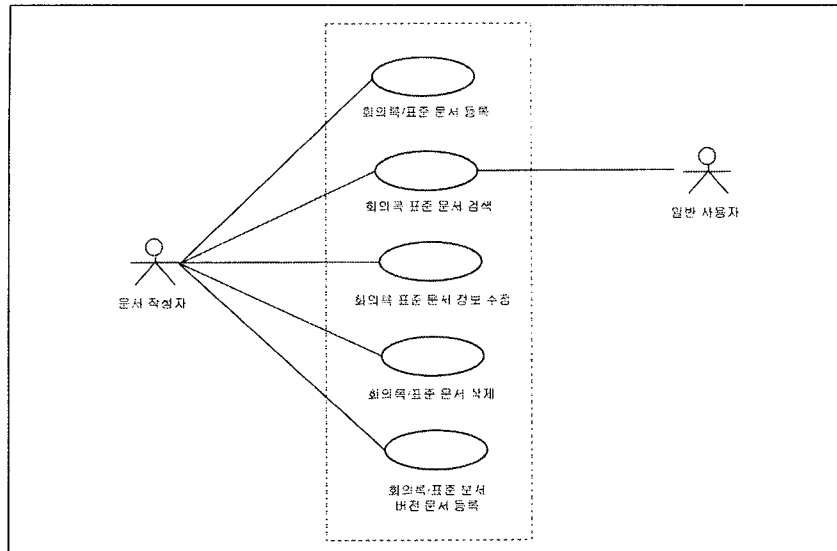 회의록/표준 문서 등록
회의록/표준 문서 검색
일반 사용자
문서 작성자
회의록 표준 문서 정보 수정
회의록/표준 문서 삭제
회의록/표준 문서
버전 문서 등록